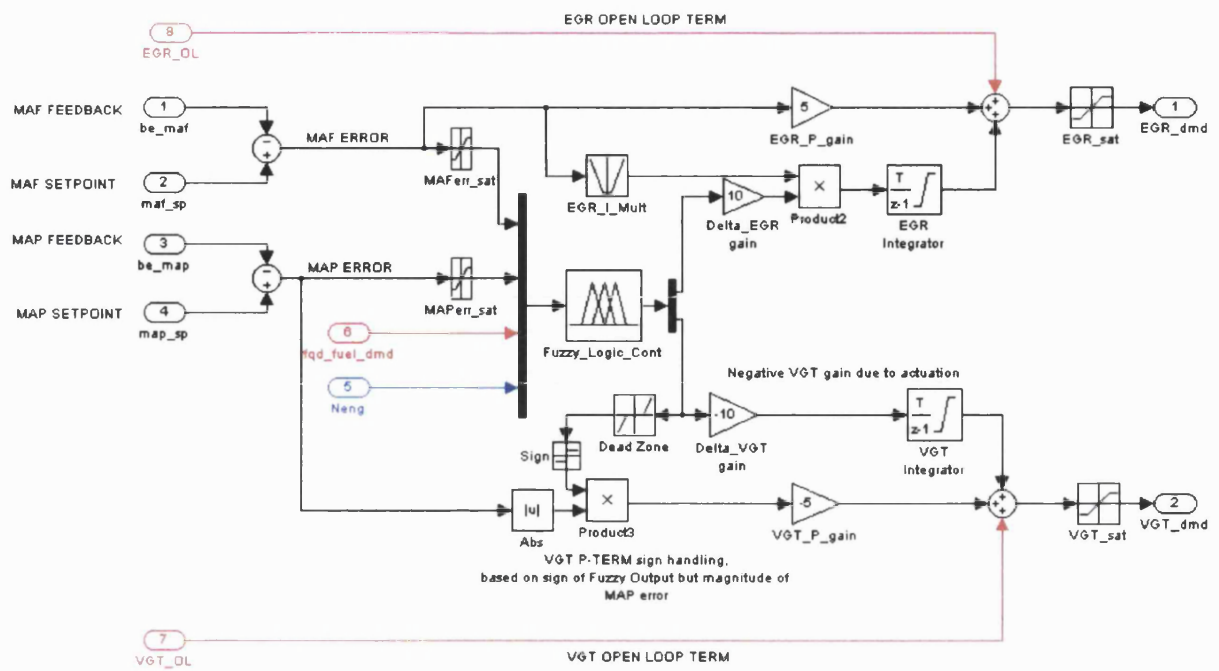 EGR OPEN LOOP TERM
8
EGR_OL
MAF FEEDBACK
1
be_maf
MAF ERROR
MAF SETPOINT
2
maf_sp
MAFerr_sat
5
EGR_P_gain
EGR_sat
1
EGR_dmd
EGR_I_Mult
10
Delta_EGR
gain
×
Product2
T
z-1
EGR
Integrator
MAP FEEDBACK
3
be_map
MAP ERROR
MAP SETPOINT
4
map_sp
MAPerr_sat
6
fqd_fuel_dmd
5
Neng
Fuzzy_Logic_Cont
Negative VGT gain due to actuation
Dead Zone
-10
Delta_VGT
gain
T
z-1
VGT
Integrator
Sign
|u|
Abs
×
Product3
-5
VGT_P_gain
VGT_sat
2
VGT_dmd
VGT P-TERM sign handling,
based on sign of Fuzzy Output but magnitude of
MAP error
7
VGT_OL
VGT OPEN LOOP TERM